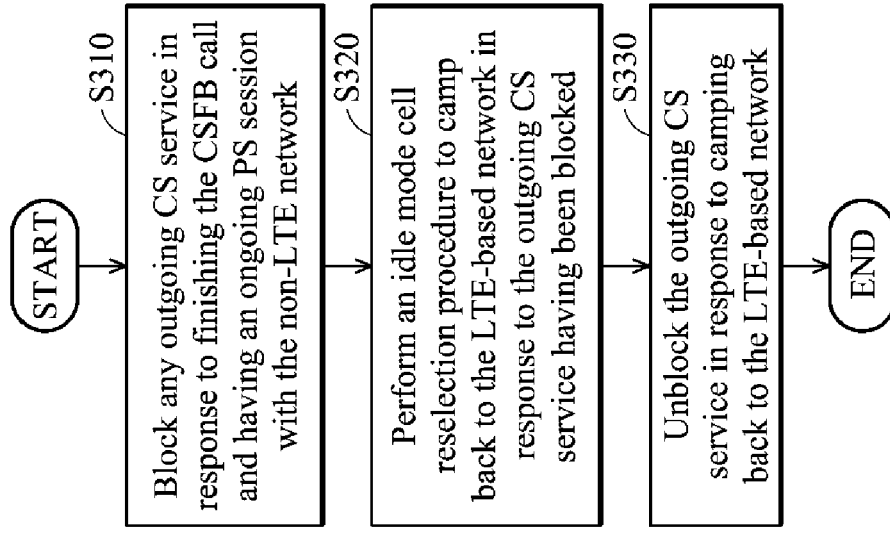 START
S310
Block any outgoing CS service in
response to finishing the CSFB call
and having an ongoing PS session
with the non-LTE network
S320
Perform an idle mode cell
reselection procedure to camp
back to the LTE-based network in
response to the outgoing CS
service having been blocked
S330
Unblock the outgoing CS
service in response to camping
back to the LTE-based network
END